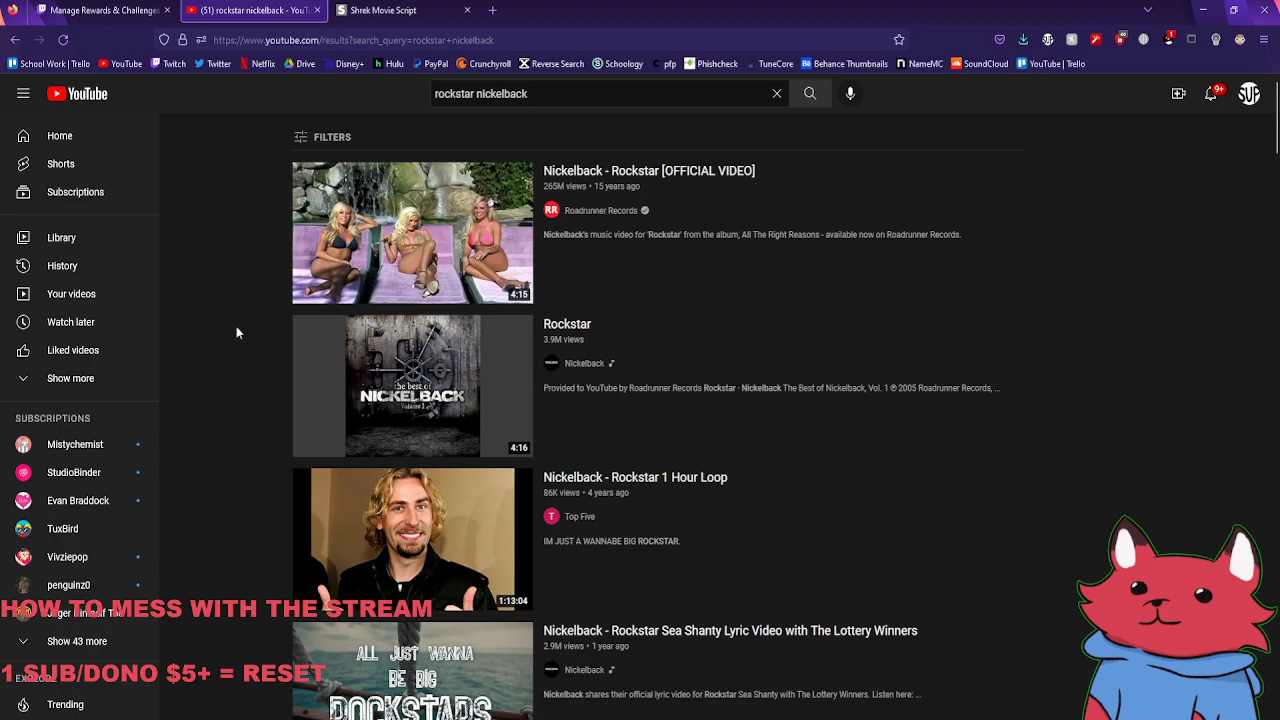 Manage Rewards & Challenges
(51) rockstar nickelback - YouT
Shrek Movie Script
https://www.youtube.com/results?search_query=rockstar+nickelback
School Work | Trello
YouTube
Twitch
Twitter
Netflix
Drive
Disney+
Hulu
PayPal
Crunchyroll
Reverse Search
Schoology
pfp
Phishcheck
TuneCore
Behance Thumbnails
NameMC
SoundCloud
YouTube | Trello
YouTube
rockstar nickelback
9+
SUP
Home
Shorts
Subscriptions
Library
History
Your videos
Watch later
Liked videos
Show more
SUBSCRIPTIONS
Mistychemist
StudioBinder
Evan Braddock
TuxBird
Vivziepop
penguinz0
HOW TO MESS WITH THE STREAM
Show 43 more
1 SUB/DONO $5+ = RESET
Trending
FILTERS
4:15
Nickelback - Rockstar [OFFICIAL VIDEO]
265M views • 15 years ago
RR Roadrunner Records
Nickelback's music video for 'Rockstar' from the album, All The Right Reasons - available now on Roadrunner Records.
the best of
NICKELBACK
Volume 1
4:16
Rockstar
3.9M views
Nickelback
Provided to YouTube by Roadrunner Records Rockstar · Nickelback The Best of Nickelback, Vol. 1 ℗ 2005 Roadrunner Records, ...
1:13:04
Nickelback - Rockstar 1 Hour Loop
86K views • 4 years ago
T Top Five
IM JUST A WANNABE BIG ROCKSTAR.
ALL JUST WANNA
BE BIG
ROCKSTARS
Nickelback - Rockstar Sea Shanty Lyric Video with The Lottery Winners
2.9M views • 1 year ago
Nickelback
Nickelback shares their official lyric video for Rockstar Sea Shanty with The Lottery Winners. Listen here: ...